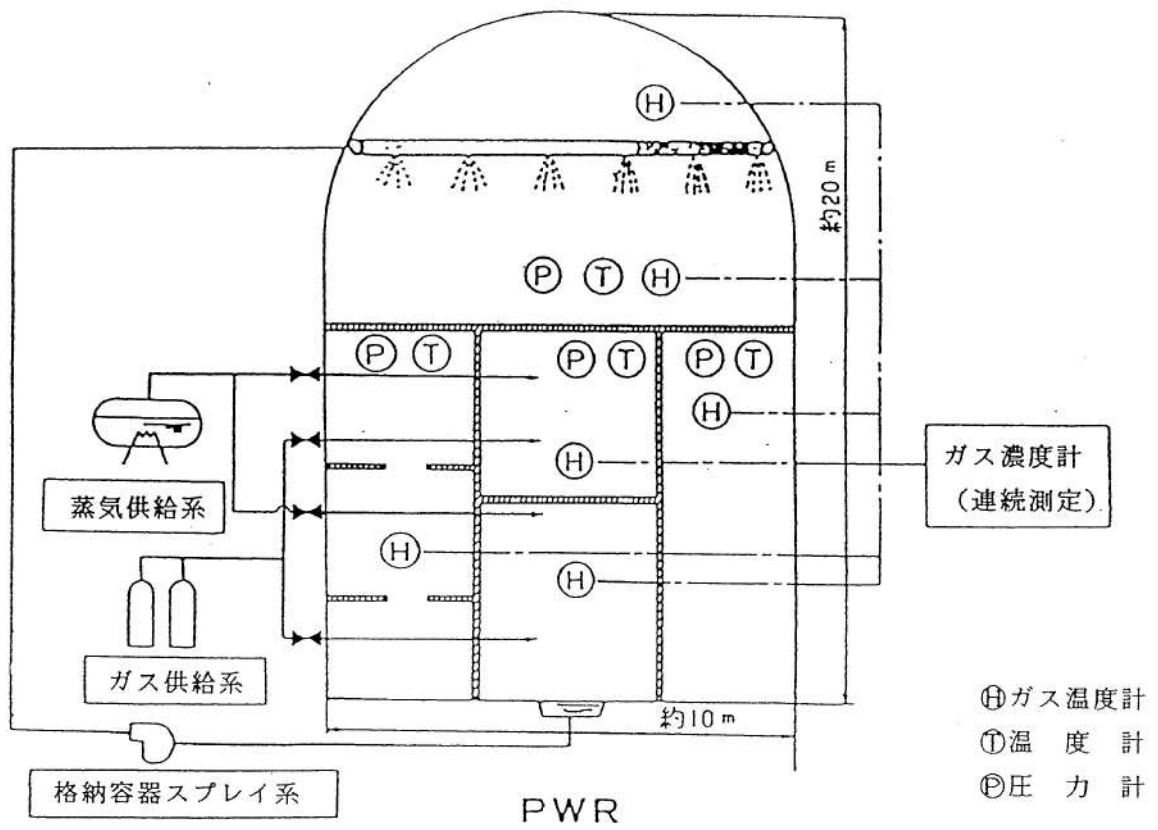 H
約20m
P T H
P T
P T
P T
H
ガス濃度計
(連続測定)
H
蒸気供給系
H
H
ガス供給系
約10m
格納容器スプレイ系
PWR
Ⓗガス温度計
Ⓣ温 度 計
Ⓟ圧 力 計